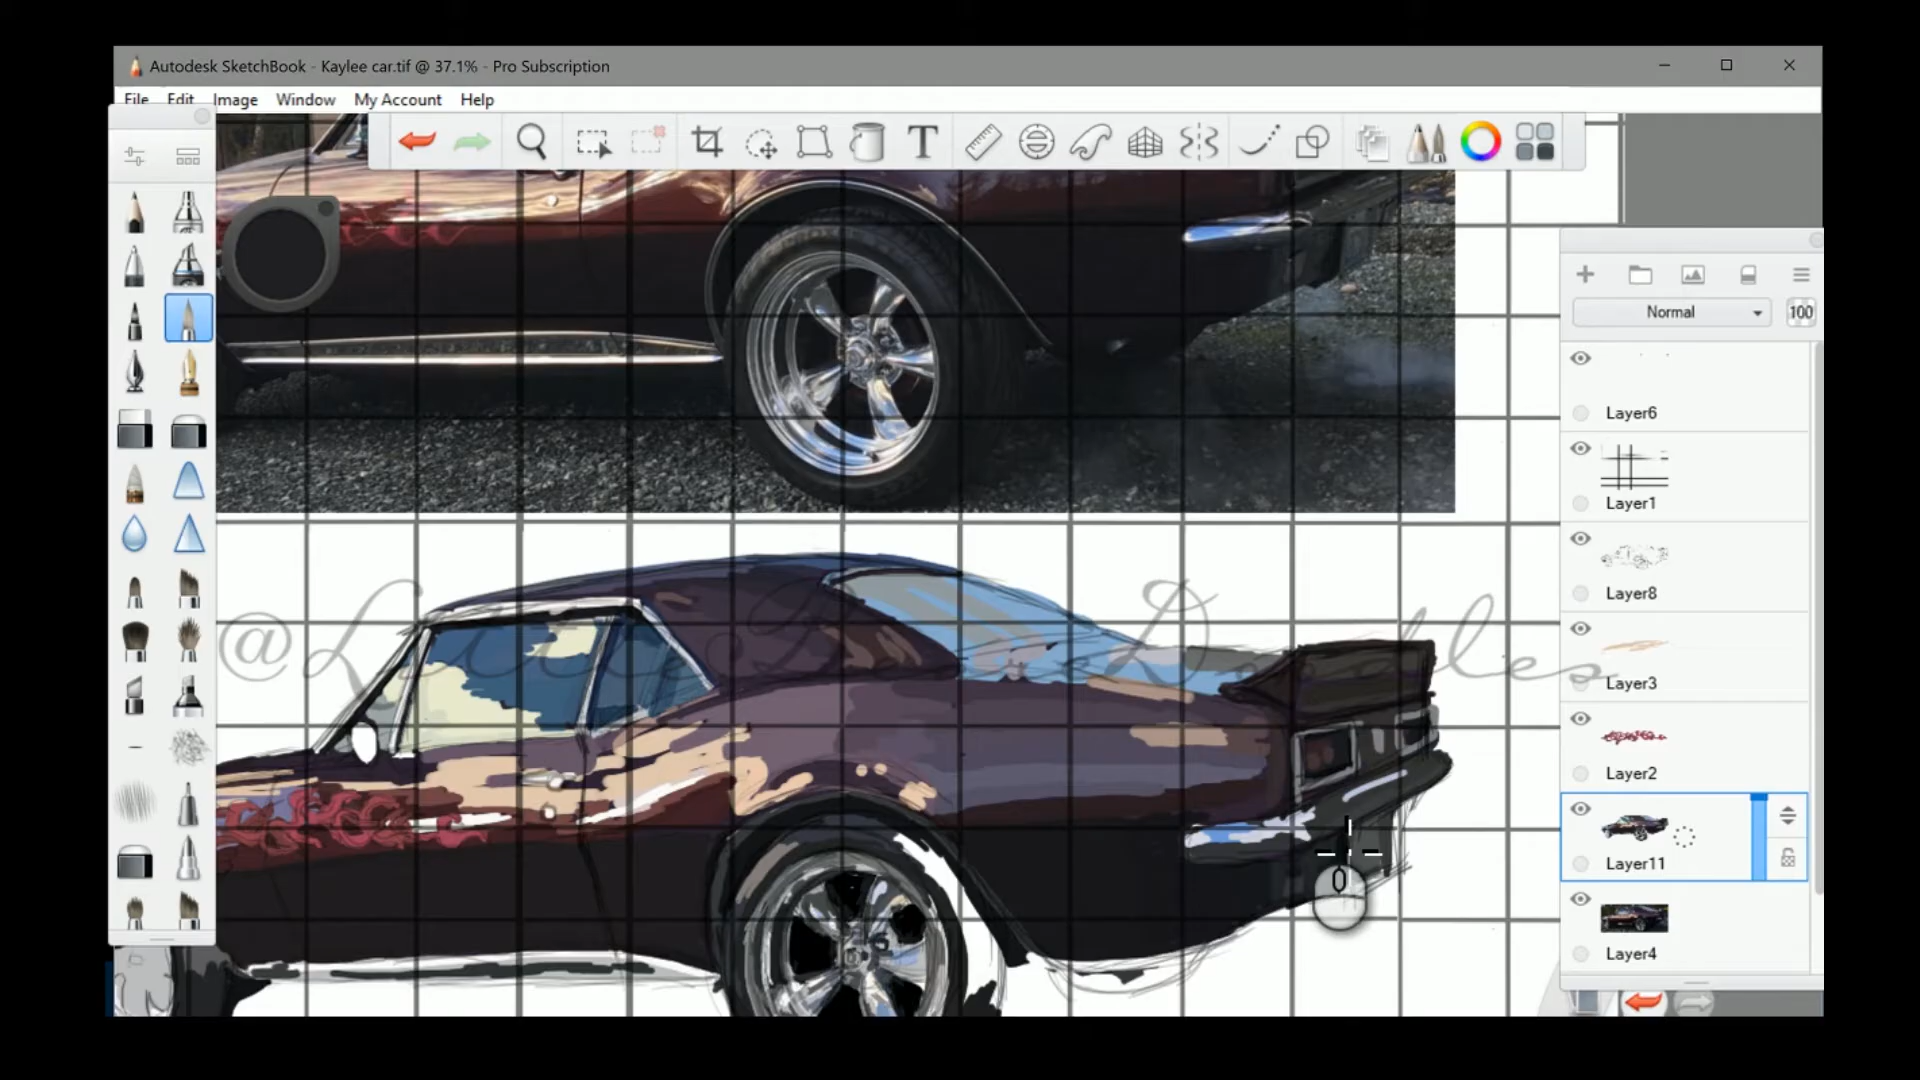 Autodesk SketchBook - Kaylee car.tif @ 37.1% - Pro Subscription
File Edit Image Window My Account Help
T
Normal 100
Layer6
Layer1
Layer8
Layer3
Layer2
Layer11
Layer4
0